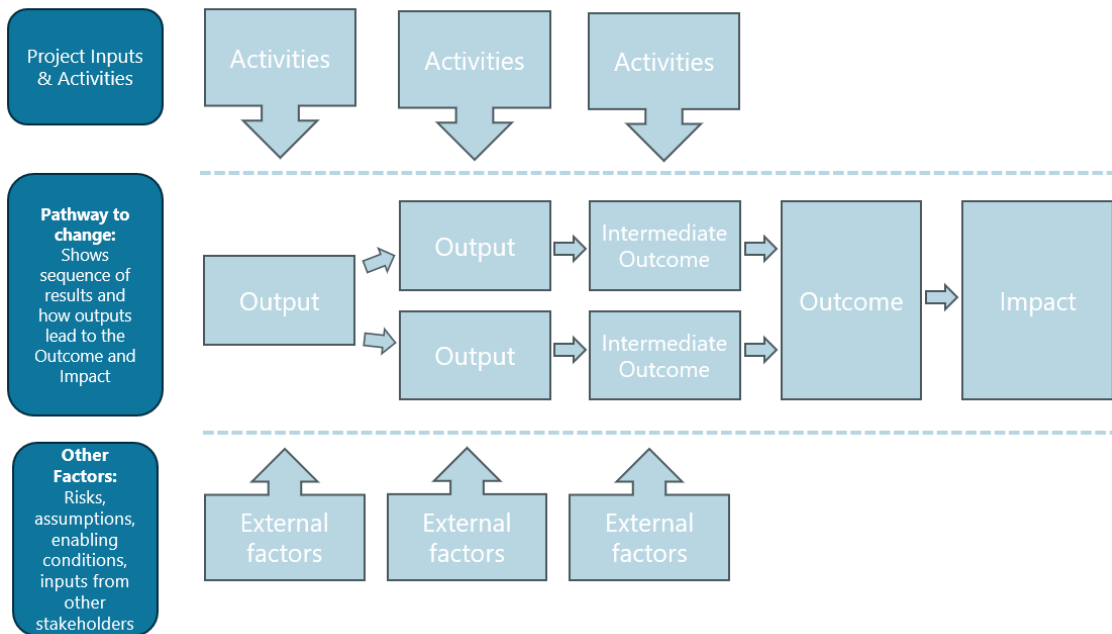 Project Inputs
& Activities
Activities
Activities
Activities
Pathway to
change:
Shows
sequence of
results and
how outputs
lead to the
Outcome and
Impact
Output
Output
Intermediate
Outcome
Output
Intermediate
Outcome
Outcome
Impact
Other
Factors:
Risks,
assumptions,
enabling
conditions,
inputs from
other
stakeholders
External
factors
External
factors
External
factors